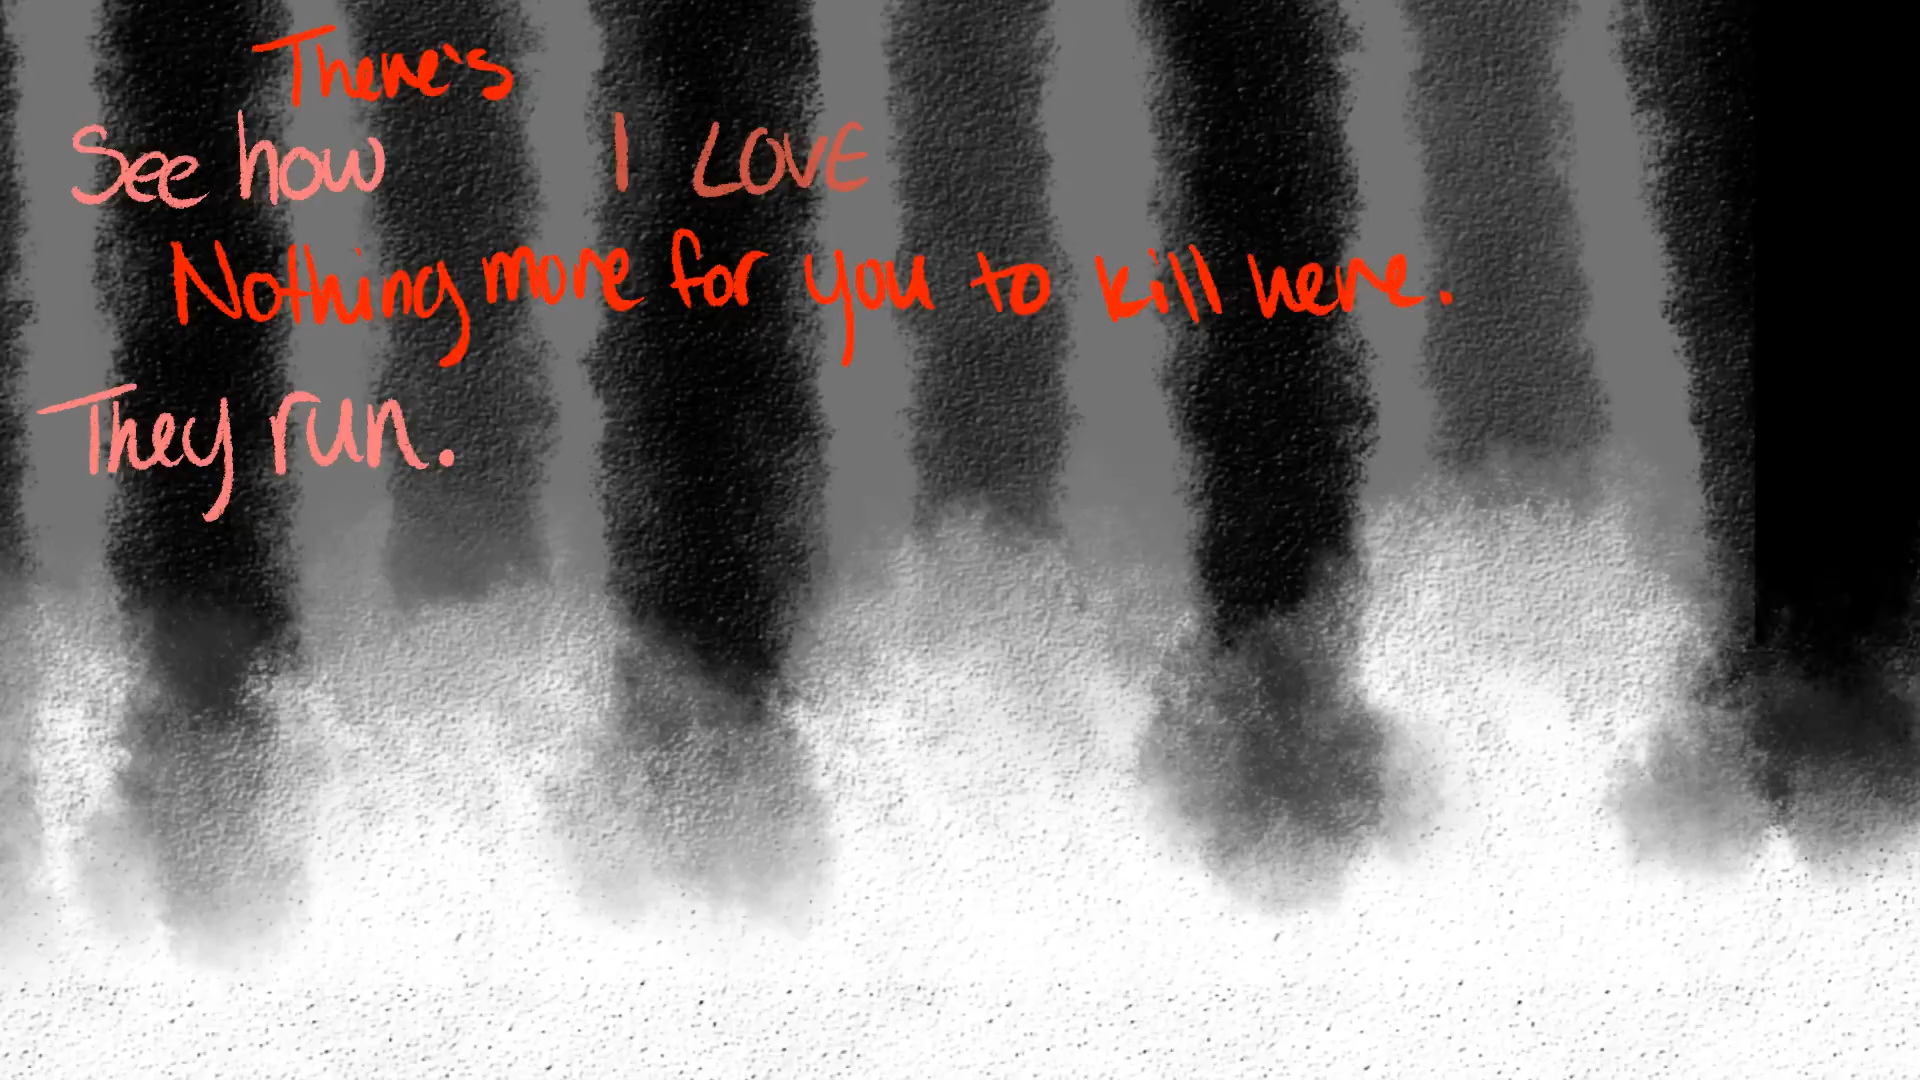 There's
See how
I LOVE
Nothing more for you to kill here.
They run.